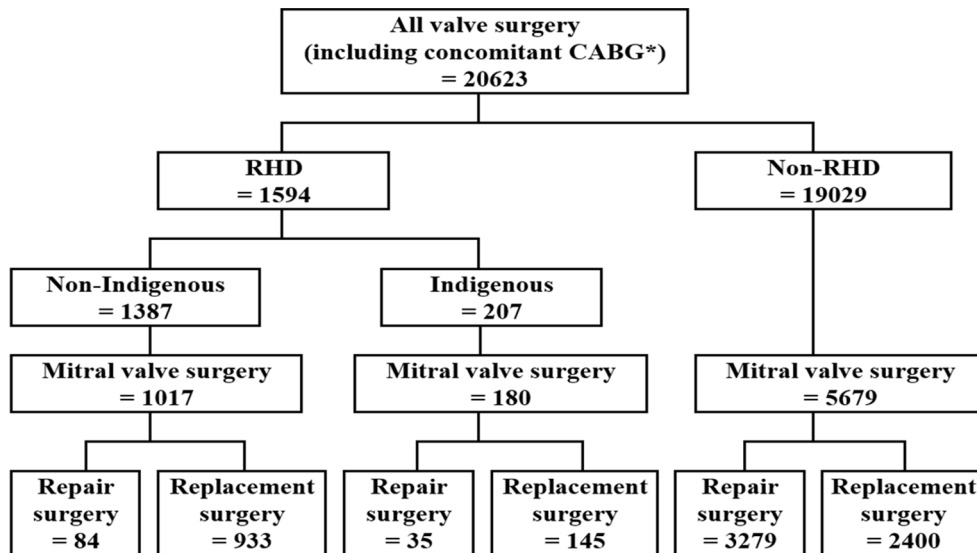 All valve surgery
(including concomitant CABG*)
= 20623
RHD
= 1594
Non-RHD
= 19029
Non-Indigenous
= 1387
Indigenous
= 207
Mitral valve surgery
= 1017
Mitral valve surgery
= 180
Mitral valve surgery
= 5679
Repair
surgery
= 84
Replacement
surgery
= 933
Repair
surgery
= 35
Replacement
surgery
= 145
Repair
surgery
= 3279
Replacement
surgery
= 2400